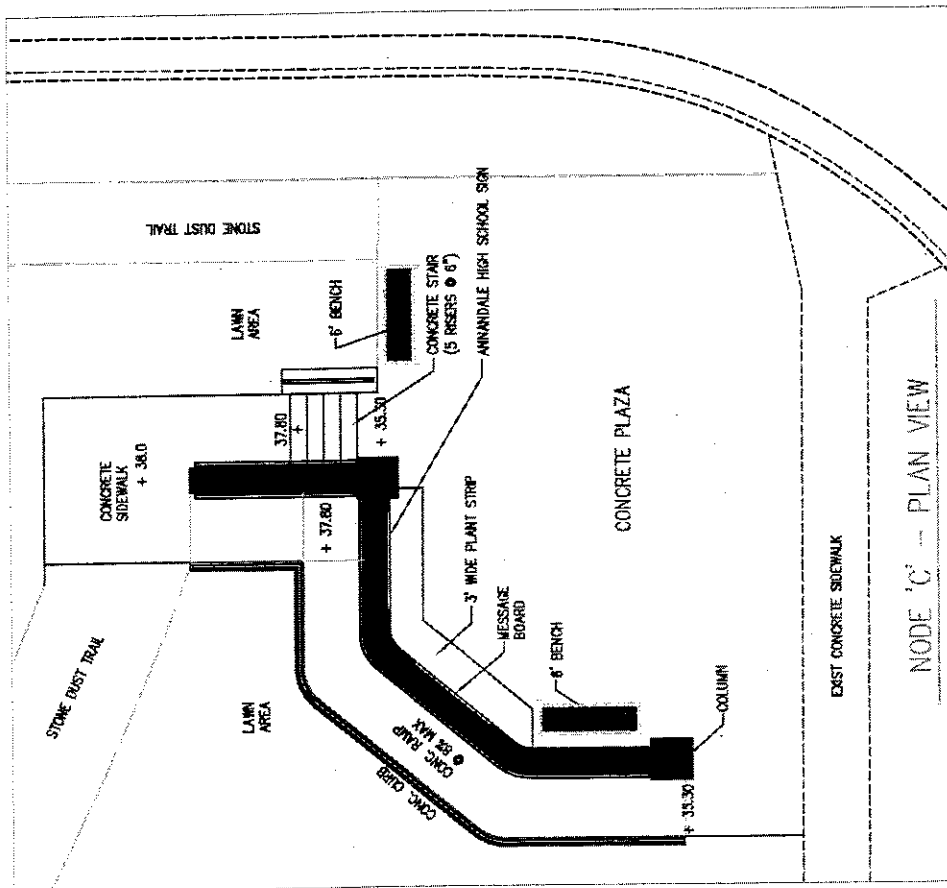 STONE DUST TRAIL
LAWN
AREA
6' BENCH
CONCRETE STAIR
(5 RISERS @ 6")
ANNANDALE HIGH SCHOOL SIGN
CONCRETE
SIDEWALK
+ 38.0
37.80
+
+ 35.30
+ 37.80
3' WIDE PLANT STRIP
MESSAGE
BOARD
CONCRETE PLAZA
STONE DUST TRAIL
LAWN
AREA
CONC. RAMP
@ 8% MAX
CONC. CURB
6' BENCH
COLUMN
+ 35.30
EXIST CONCRETE SIDEWALK
NODE 'C' - PLAN VIEW